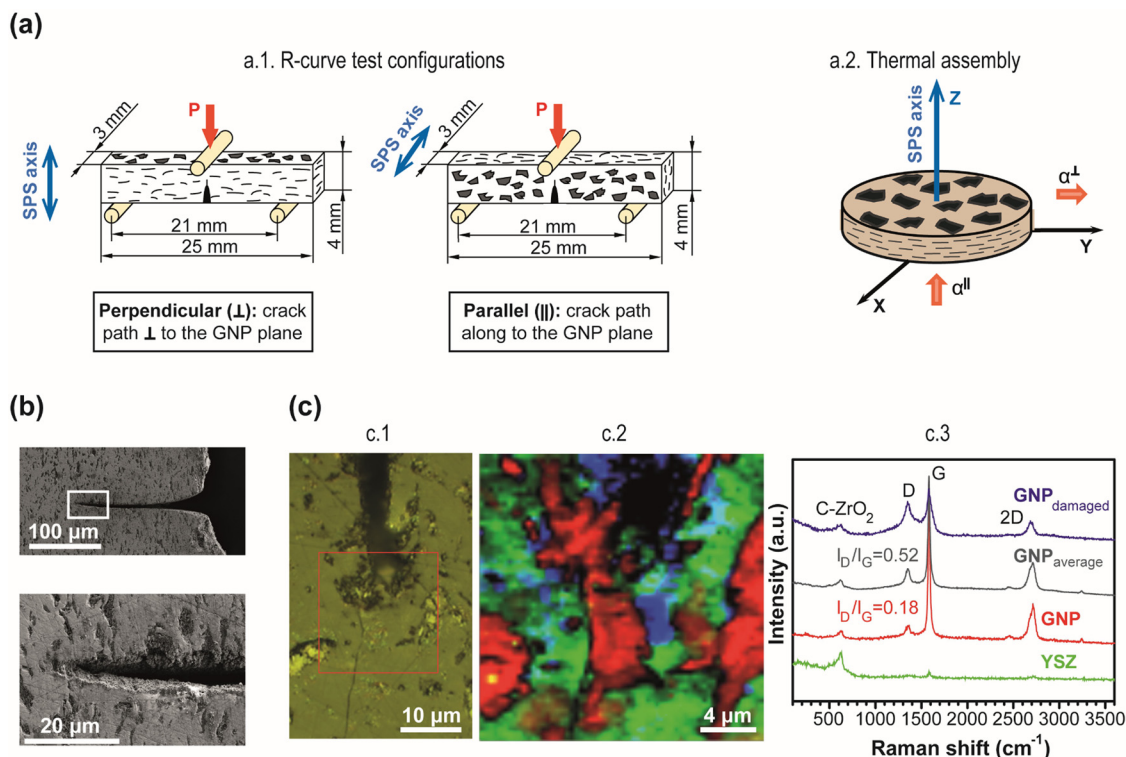 (a)
a.1. R-curve test configurations
a.2. Thermal assembly
3 mm
P
SPS axis
21 mm
25 mm
4 mm
3 mm
SPS axis
P
21 mm
25 mm
4 mm
SPS axis
Z
α⊥
Y
X
α||
Perpendicular (⊥): crack
path ⊥ to the GNP plane
Parallel (||): crack path
along to the GNP plane
(b)
100 μm
20 μm
(c)
c.1
10 μm
c.2
4 μm
c.3
G
D
C-ZrO2
2D
GNPdamaged
GNPaverage
ID/IG=0.52
ID/IG=0.18
GNP
YSZ
Intensity (a.u.)
500 1000 1500 2000 2500 3000 3500
Raman shift (cm-1)